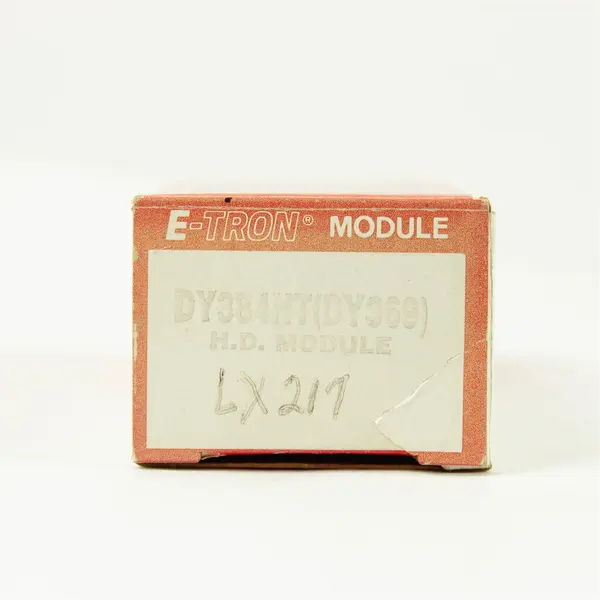 E-TRON® MODULE
DY384HT(DY369)
H.D. MODULE
LX217